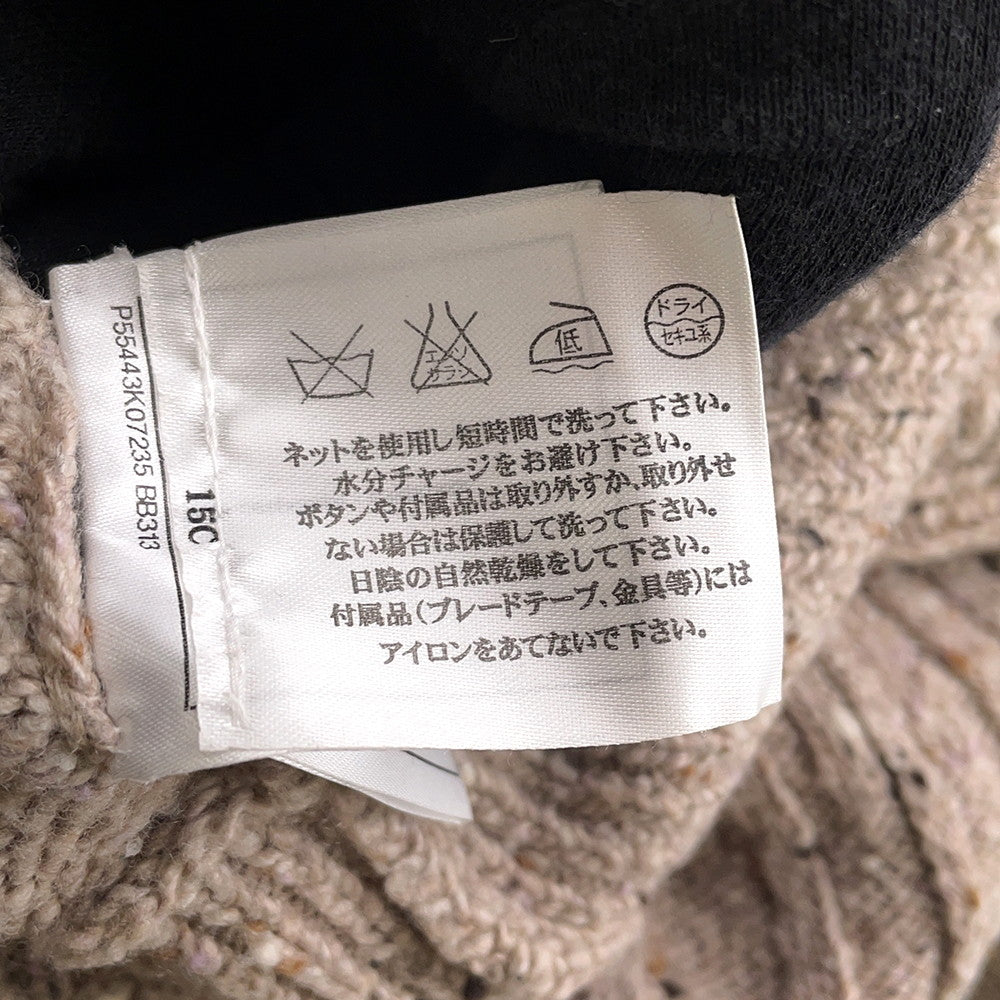 P55443K07235 BB313
15C
エンソ
サラシ
低
ドライ
セキユ系
ネットを使用し短時間で洗って下さい。
水分チャージをお避け下さい。
ボタンや付属品は取り外すか、取り外せ
ない場合は保護して洗って下さい。
日陰の自然乾燥をして下さい。
付属品(ブレードテープ、金具等)には
アイロンをあてないで下さい。